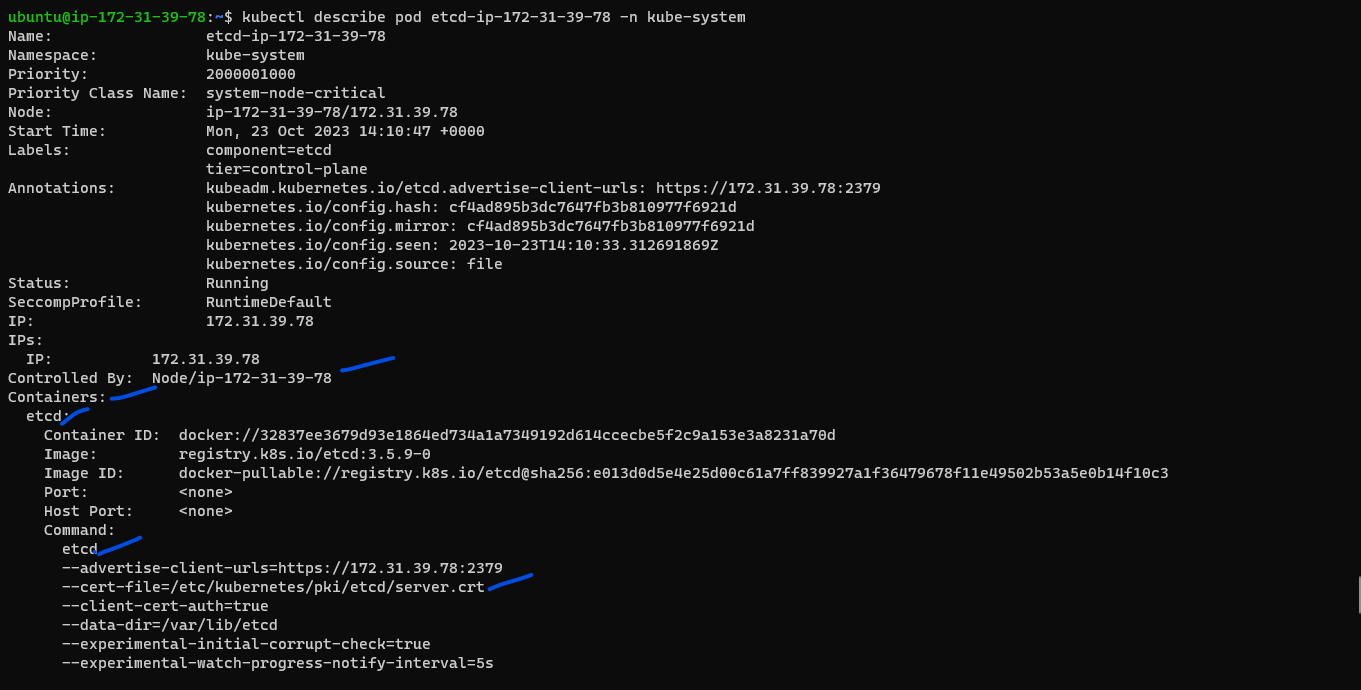 ubuntu@ip-172-31-39-78:~$ kubectl describe pod etcd-ip-172-31-39-78 -n kube-system
Name:                 etcd-ip-172-31-39-78
Namespace:            kube-system
Priority:             2000001000
Priority Class Name:  system-node-critical
Node:                 ip-172-31-39-78/172.31.39.78
Start Time:           Mon, 23 Oct 2023 14:10:47 +0000
Labels:               component=etcd
                      tier=control-plane
Annotations:          kubeadm.kubernetes.io/etcd.advertise-client-urls: https://172.31.39.78:2379
                      kubernetes.io/config.hash: cf4ad895b3dc7647fb3b810977f6921d
                      kubernetes.io/config.mirror: cf4ad895b3dc7647fb3b810977f6921d
                      kubernetes.io/config.seen: 2023-10-23T14:10:33.312691869Z
                      kubernetes.io/config.source: file
Status:               Running
SeccompProfile:       RuntimeDefault
IP:                   172.31.39.78
IPs:
  IP:           172.31.39.78
Controlled By:  Node/ip-172-31-39-78
Containers:
  etcd:
    Container ID:  docker://32837ee3679d93e1864ed734a1a7349192d614ccecbe5f2c9a153e3a8231a70d
    Image:         registry.k8s.io/etcd:3.5.9-0
    Image ID:      docker-pullable://registry.k8s.io/etcd@sha256:e013d0d5e4e25d00c61a7ff839927a1f36479678f11e49502b53a5e0b14f10c3
    Port:          <none>
    Host Port:     <none>
    Command:
      etcd
      --advertise-client-urls=https://172.31.39.78:2379
      --cert-file=/etc/kubernetes/pki/etcd/server.crt
      --client-cert-auth=true
      --data-dir=/var/lib/etcd
      --experimental-initial-corrupt-check=true
      --experimental-watch-progress-notify-interval=5s